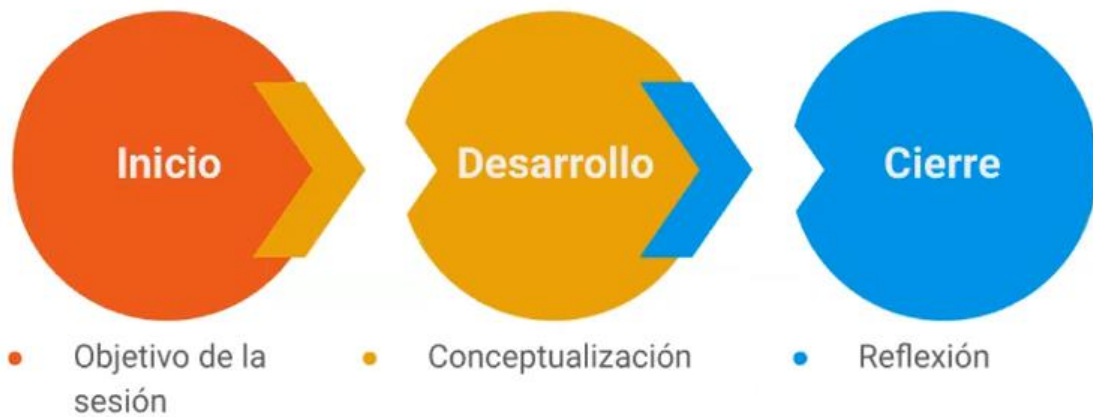 Inicio
Desarrollo
Cierre
Objetivo de la
sesión
Conceptualización
Reflexión